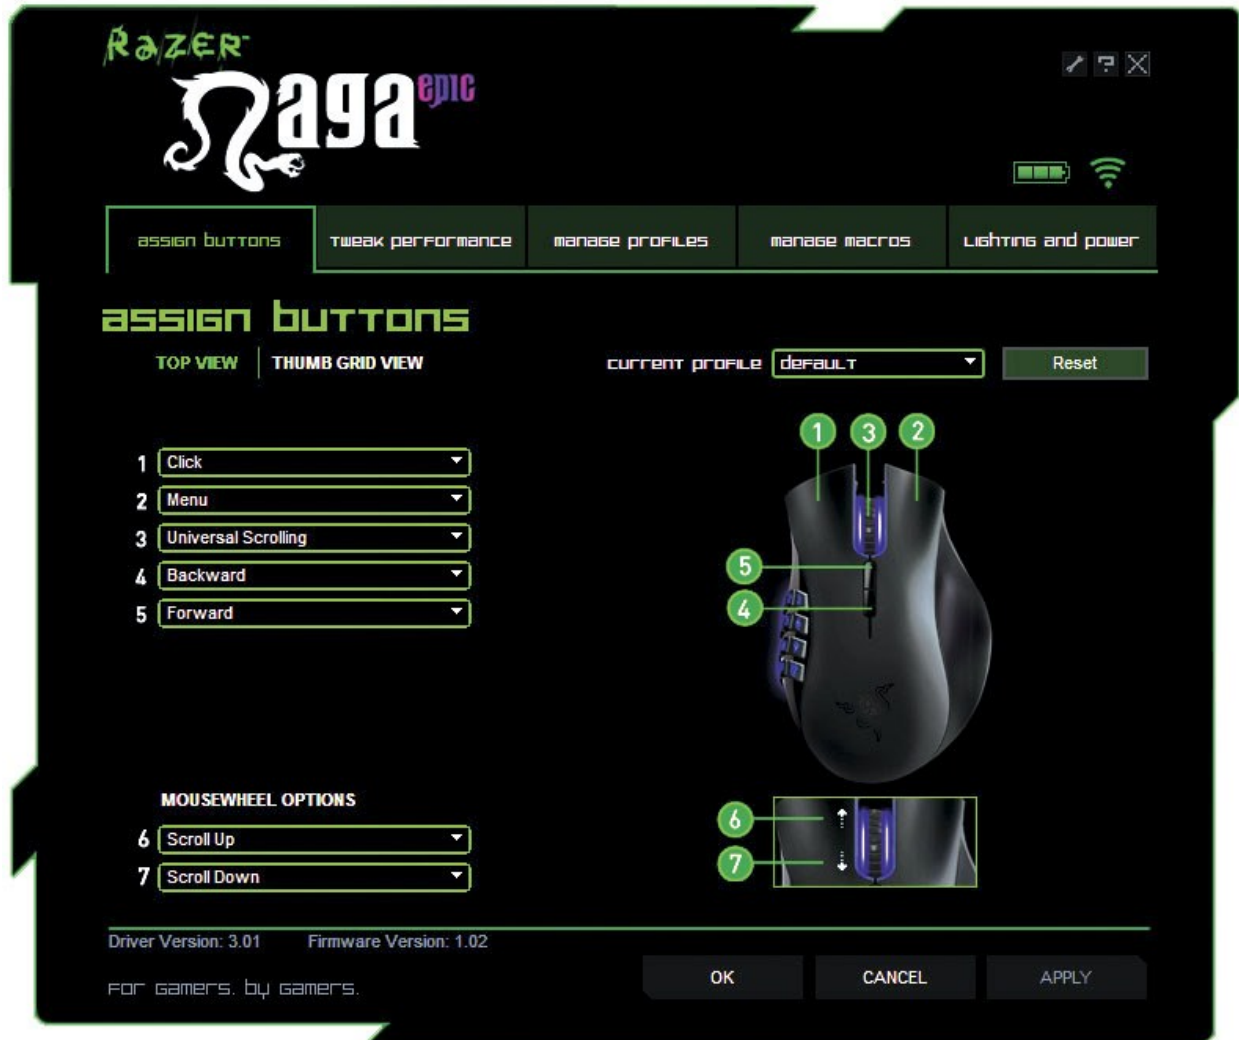 RAZER™
Naga epic
assign buttons
tweak performance
manage profiles
manage macros
lighting and power
assign buttons
TOP VIEW
THUMB GRID VIEW
current profile
default
Reset
1 Click
2 Menu
3 Universal Scrolling
4 Backward
5 Forward
1
3
2
5
4
MOUSEWHEEL OPTIONS
6 Scroll Up
7 Scroll Down
6
7
Driver Version: 3.01
Firmware Version: 1.02
for gamers. by gamers.
OK
CANCEL
APPLY